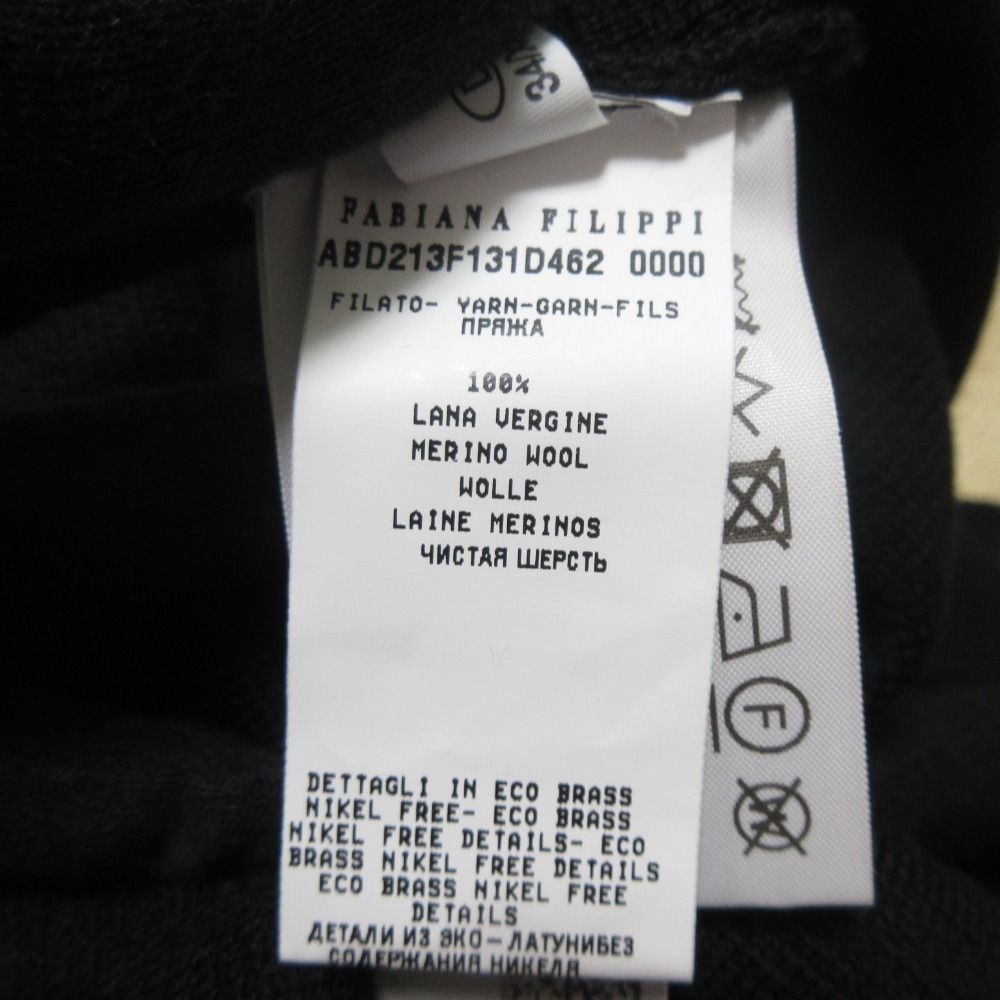 34/
FABIANA FILIPPI
ABD213F131D462 0000
FILATO- YARN-GARN-FILS
ПРЯЖА
100%
LANA VERGINE
MERINO WOOL
WOLLE
LAINE MERINOS
ЧИСТАЯ ШЕРСТЬ
DETTAGLI IN ECO BRASS
NIKEL FREE- ECO BRASS
NIKEL FREE DETAILS- ECO
BRASS NIKEL FREE DETAILS
ECO BRASS NIKEL FREE
DETAILS
ДЕТАЛИ ИЗ ЭКО-ЛАТУНИБЕЗ
СОДЕРЖАНИЯ НИКЕЛЯ
F
W